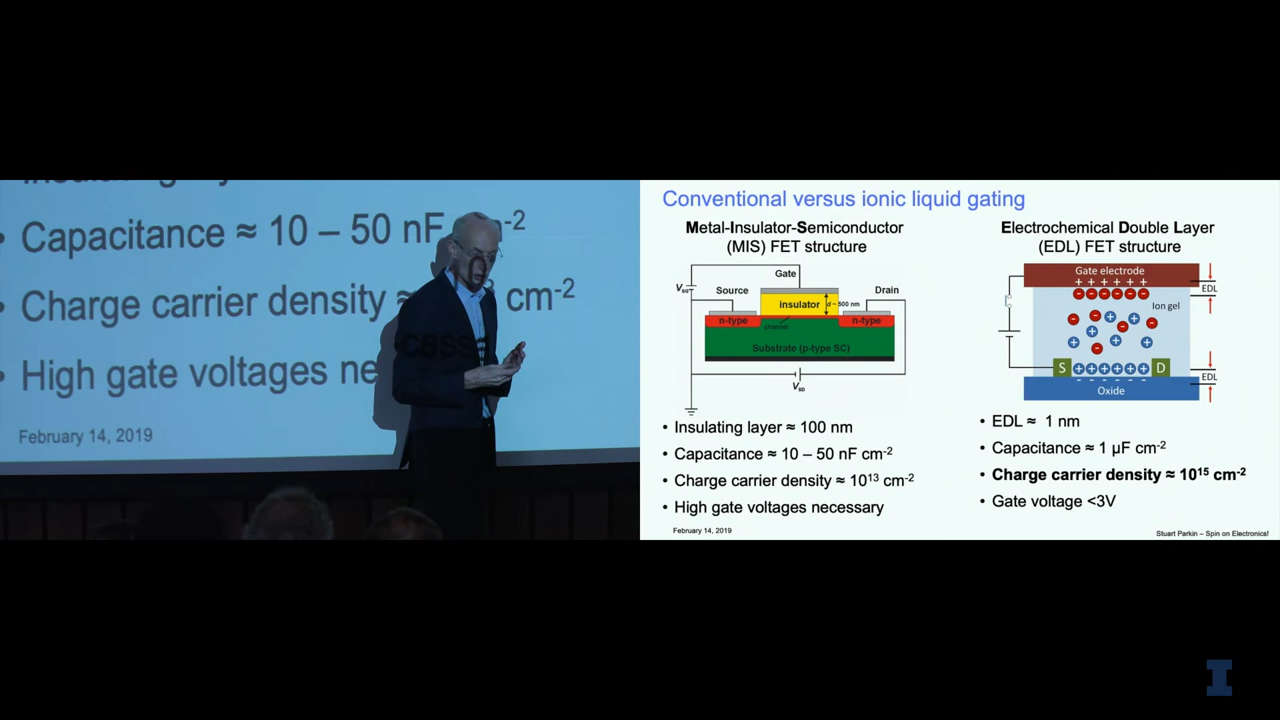 Capacitance ≈ 10 – 50 nF
-2
Charge carrier density
cm-2
High gate voltages ne
February 14, 2019
Conventional versus ionic liquid gating
Metal-Insulator-Semiconductor
(MIS) FET structure
Gate
VSG
Source
Drain
insulator
d ~ 500 nm
n-type
channel
n-type
Substrate (p-type SC)
VSD
• Insulating layer ≈ 100 nm
• Capacitance ≈ 10 – 50 nF cm-2
• Charge carrier density ≈ 10¹³ cm-2
• High gate voltages necessary
February 14, 2019
Electrochemical Double Layer
(EDL) FET structure
Gate electrode
+ + + + + +
EDL
Ion gel
S
D
EDL
Oxide
• EDL ≈ 1 nm
• Capacitance ≈ 1 µF cm-2
• Charge carrier density ≈ 10¹⁵ cm-2
• Gate voltage <3V
Stuart Parkin – Spin on Electronics!
I